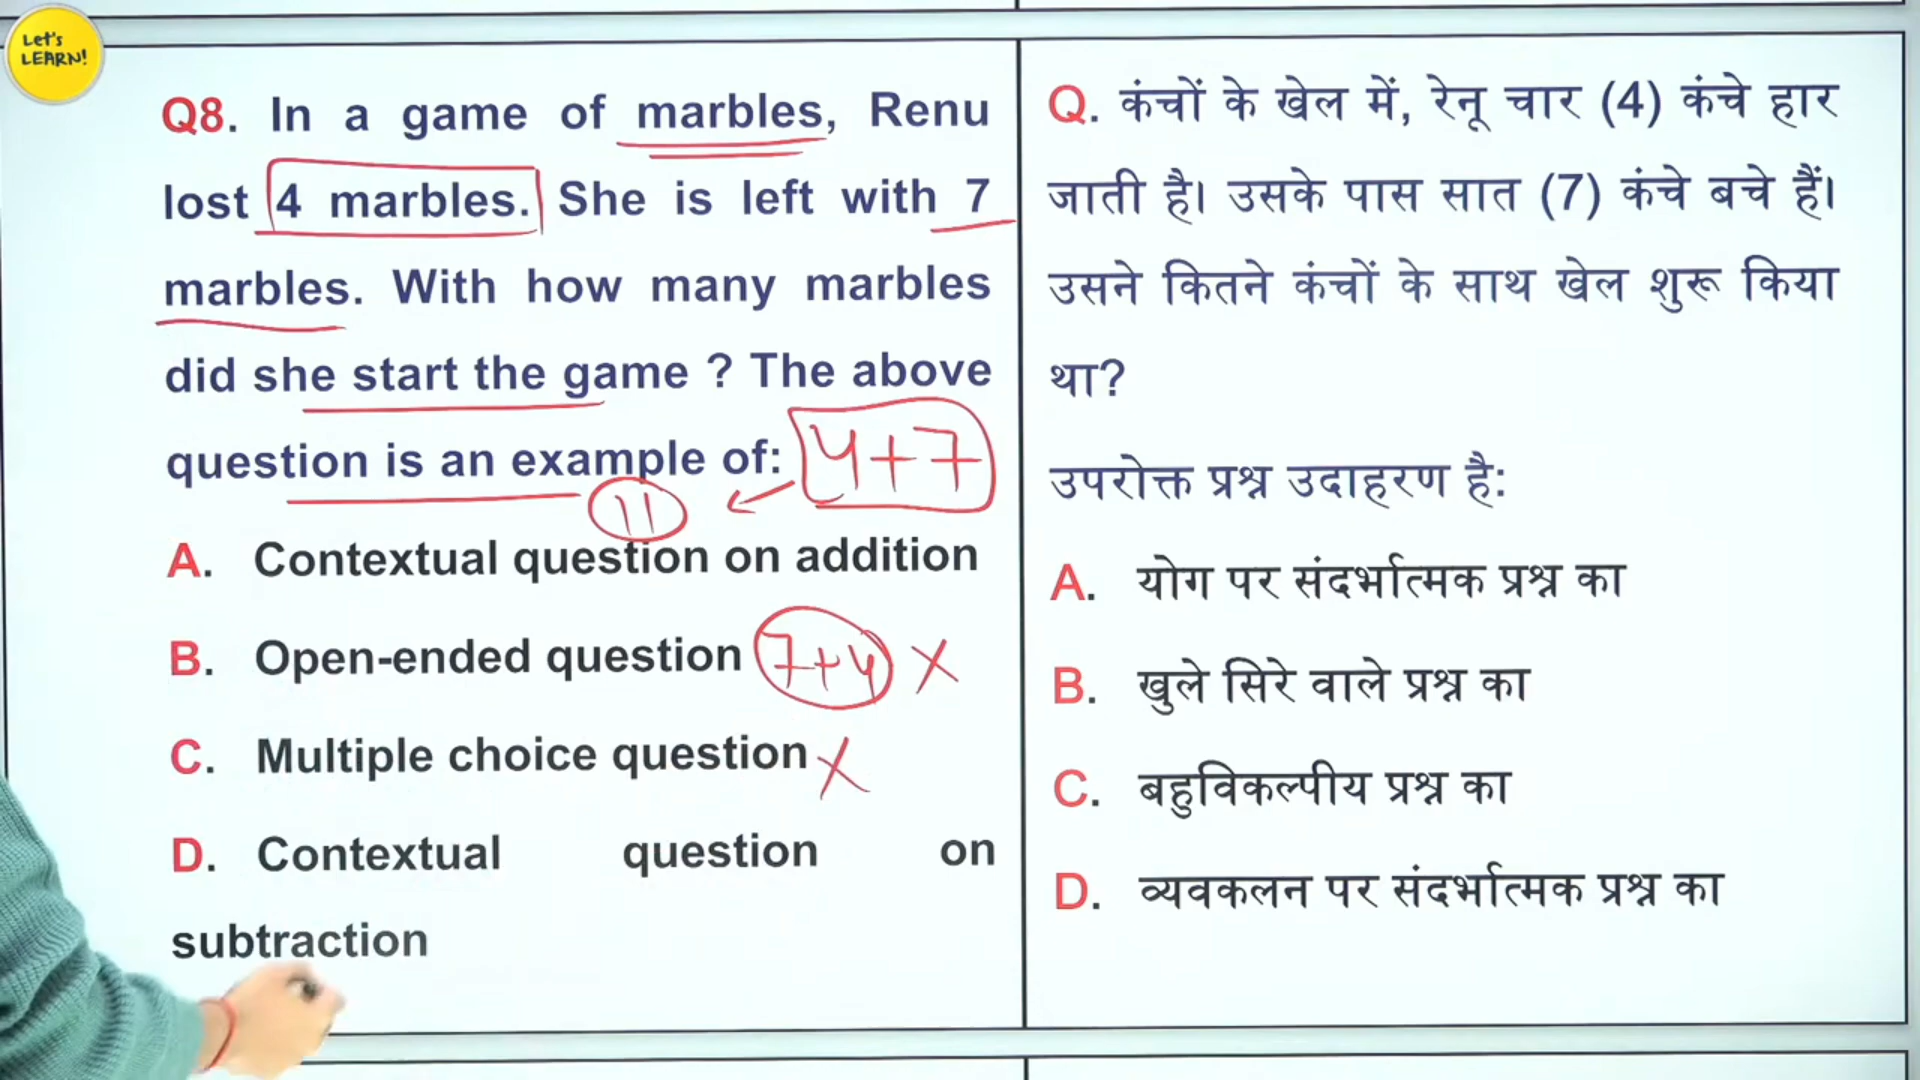 Let's
LEARN!
Q8. In a game of marbles, Renu
lost 4 marbles. She is left with 7
marbles. With how many marbles
did she start the game ? The above
question is an example of: 4+7
11
A. Contextual question on addition
B. Open-ended question 7+4 X
C. Multiple choice question X
D. Contextual question on
subtraction
Q. कंचों के खेल में, रेनू चार (4) कंचे हार
जाती है। उसके पास सात (7) कंचे बचे हैं।
उसने कितने कंचों के साथ खेल शुरू किया
था?
उपरोक्त प्रश्न उदाहरण है:
A. योग पर संदर्भात्मक प्रश्न का
B. खुले सिरे वाले प्रश्न का
C. बहुविकल्पीय प्रश्न का
D. व्यवकलन पर संदर्भात्मक प्रश्न का